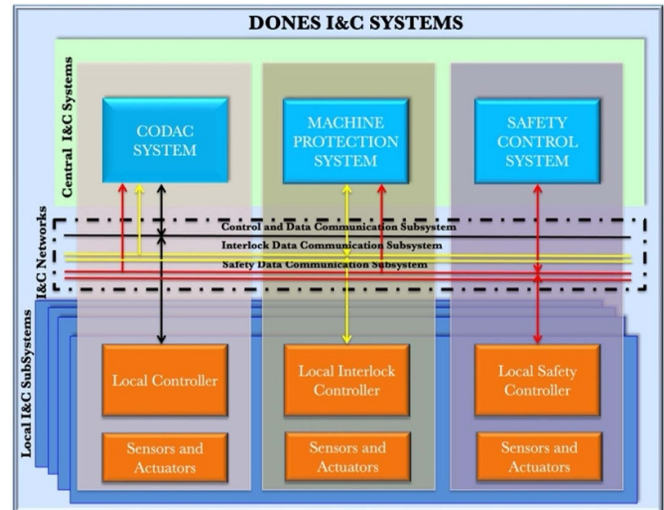 DONES I&C SYSTEMS
Central I&C Systems
CODAC
SYSTEM
MACHINE
PROTECTION
SYSTEM
SAFETY
CONTROL
SYSTEM
I&C Networks
Control and Data Communication Subsystem
Interlock Data Communication Subsystem
Safety Data Communication Subsystem
Local I&C SubSystems
Local Controller
Local Interlock
Controller
Local Safety
Controller
Sensors and
Actuators
Sensors and
Actuators
Sensors and
Actuators